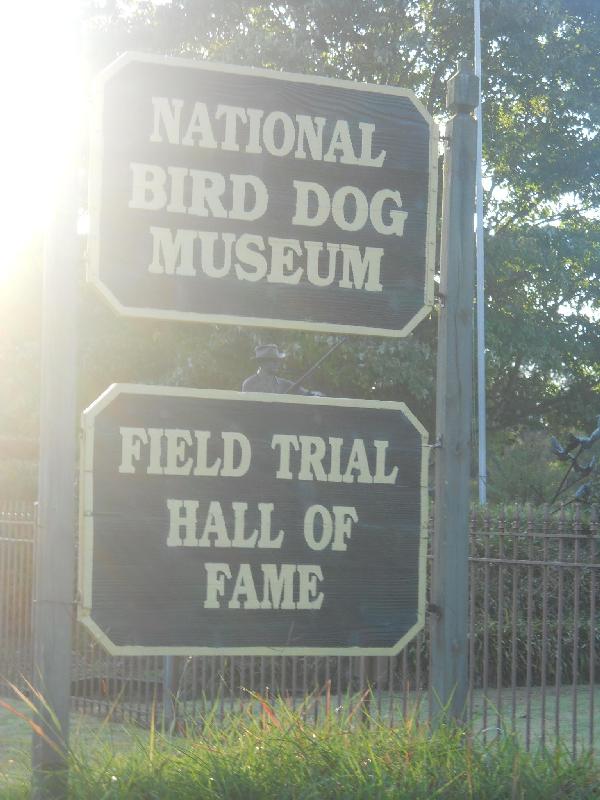 NATIONAL
BIRD DOG
MUSEUM
FIELD TRIAL
HALL OF
FAME